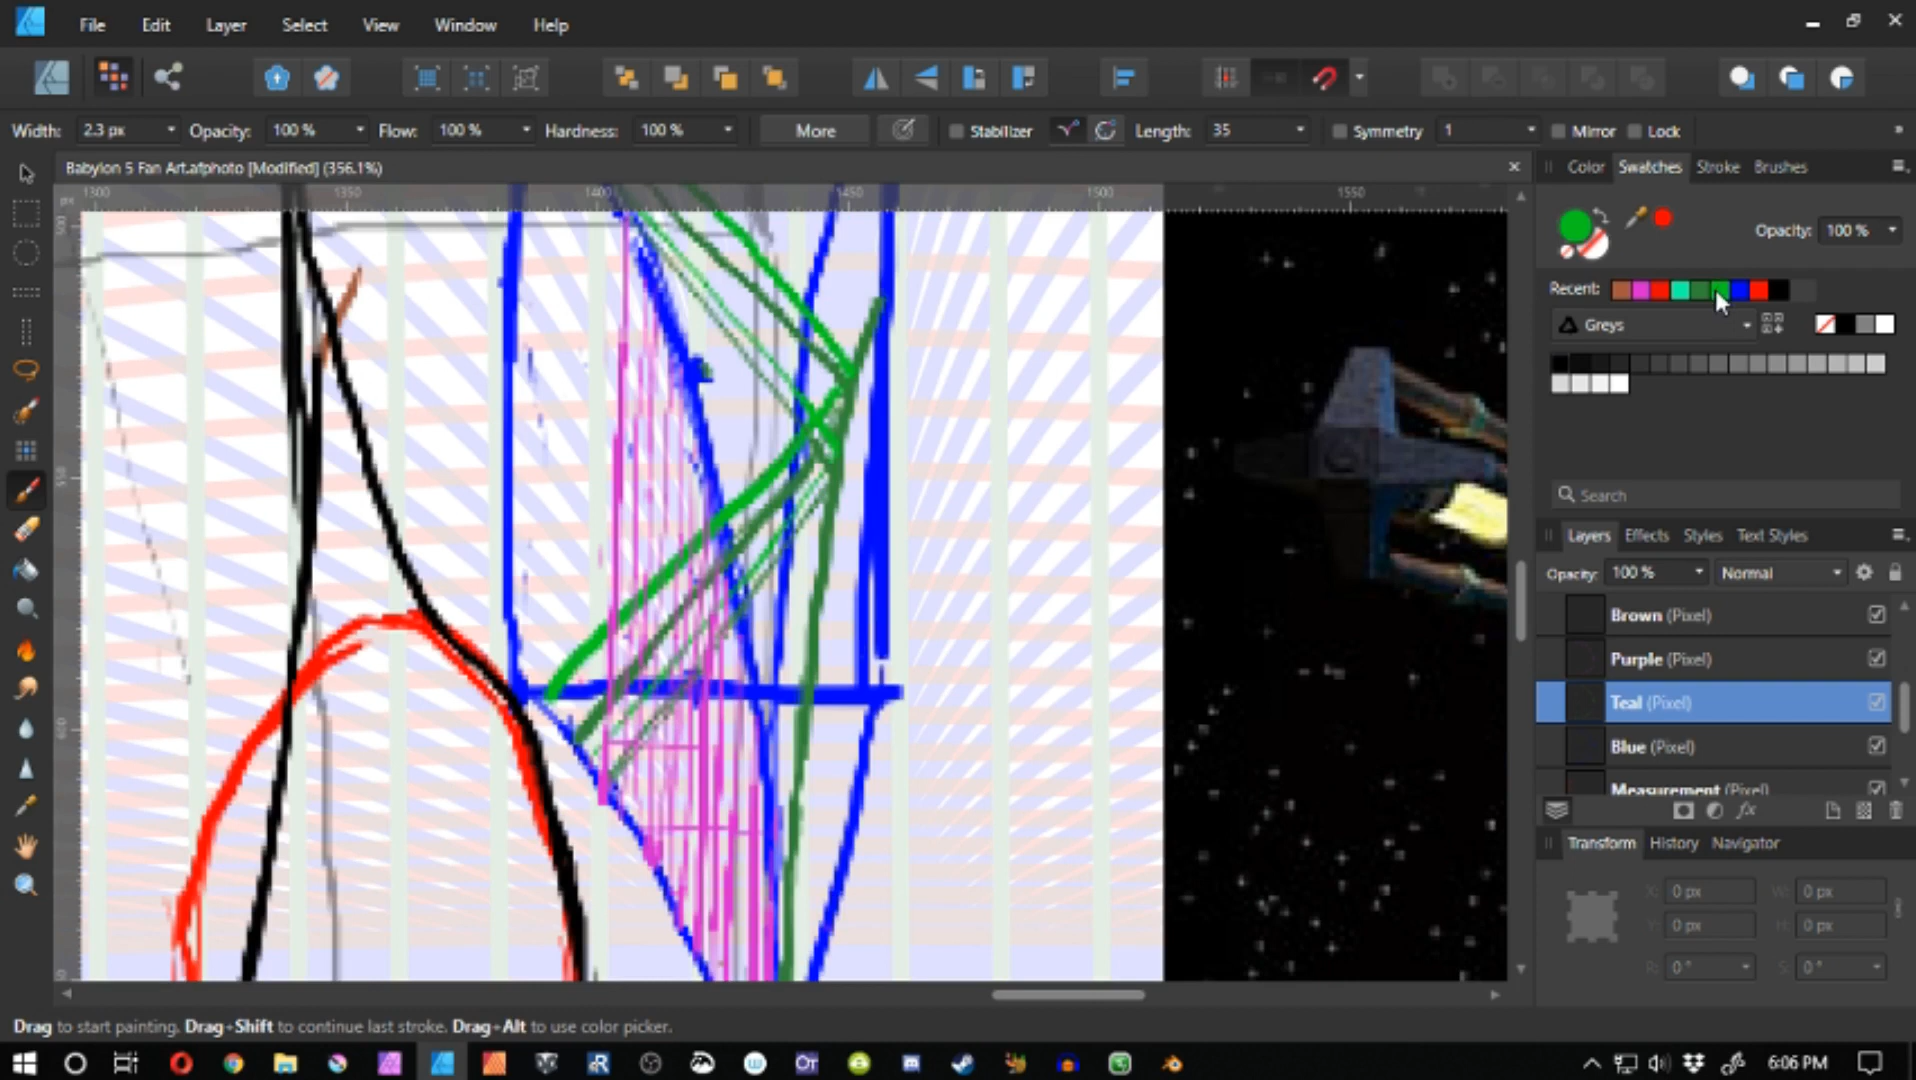 File Edit Layer Select View Window Help
Width: 2.3 px Opacity: 100 % Flow: 100 % Hardness: 100 % More Stabilizer Length: 35 Symmetry 1 Mirror Lock
Babylon 5 Fan Art.afphoto [Modified] (356.1%)
Color Swatches Stroke Brushes
1300 1350 1400 1450 1500 1550
px
Opacity: 100 %
Recent:
Greys
Search
Layers Effects Styles Text Styles
Opacity: 100 % Normal
Brown (Pixel)
Purple (Pixel)
Teal (Pixel)
Blue (Pixel)
Measurement (Pixel)
Transform History Navigator
X: 0 px W: 0 px
Y: 0 px H: 0 px
R: 0 ° S: 0 °
Drag to start painting. Drag+Shift to continue last stroke. Drag+Alt to use color picker.
6:06 PM